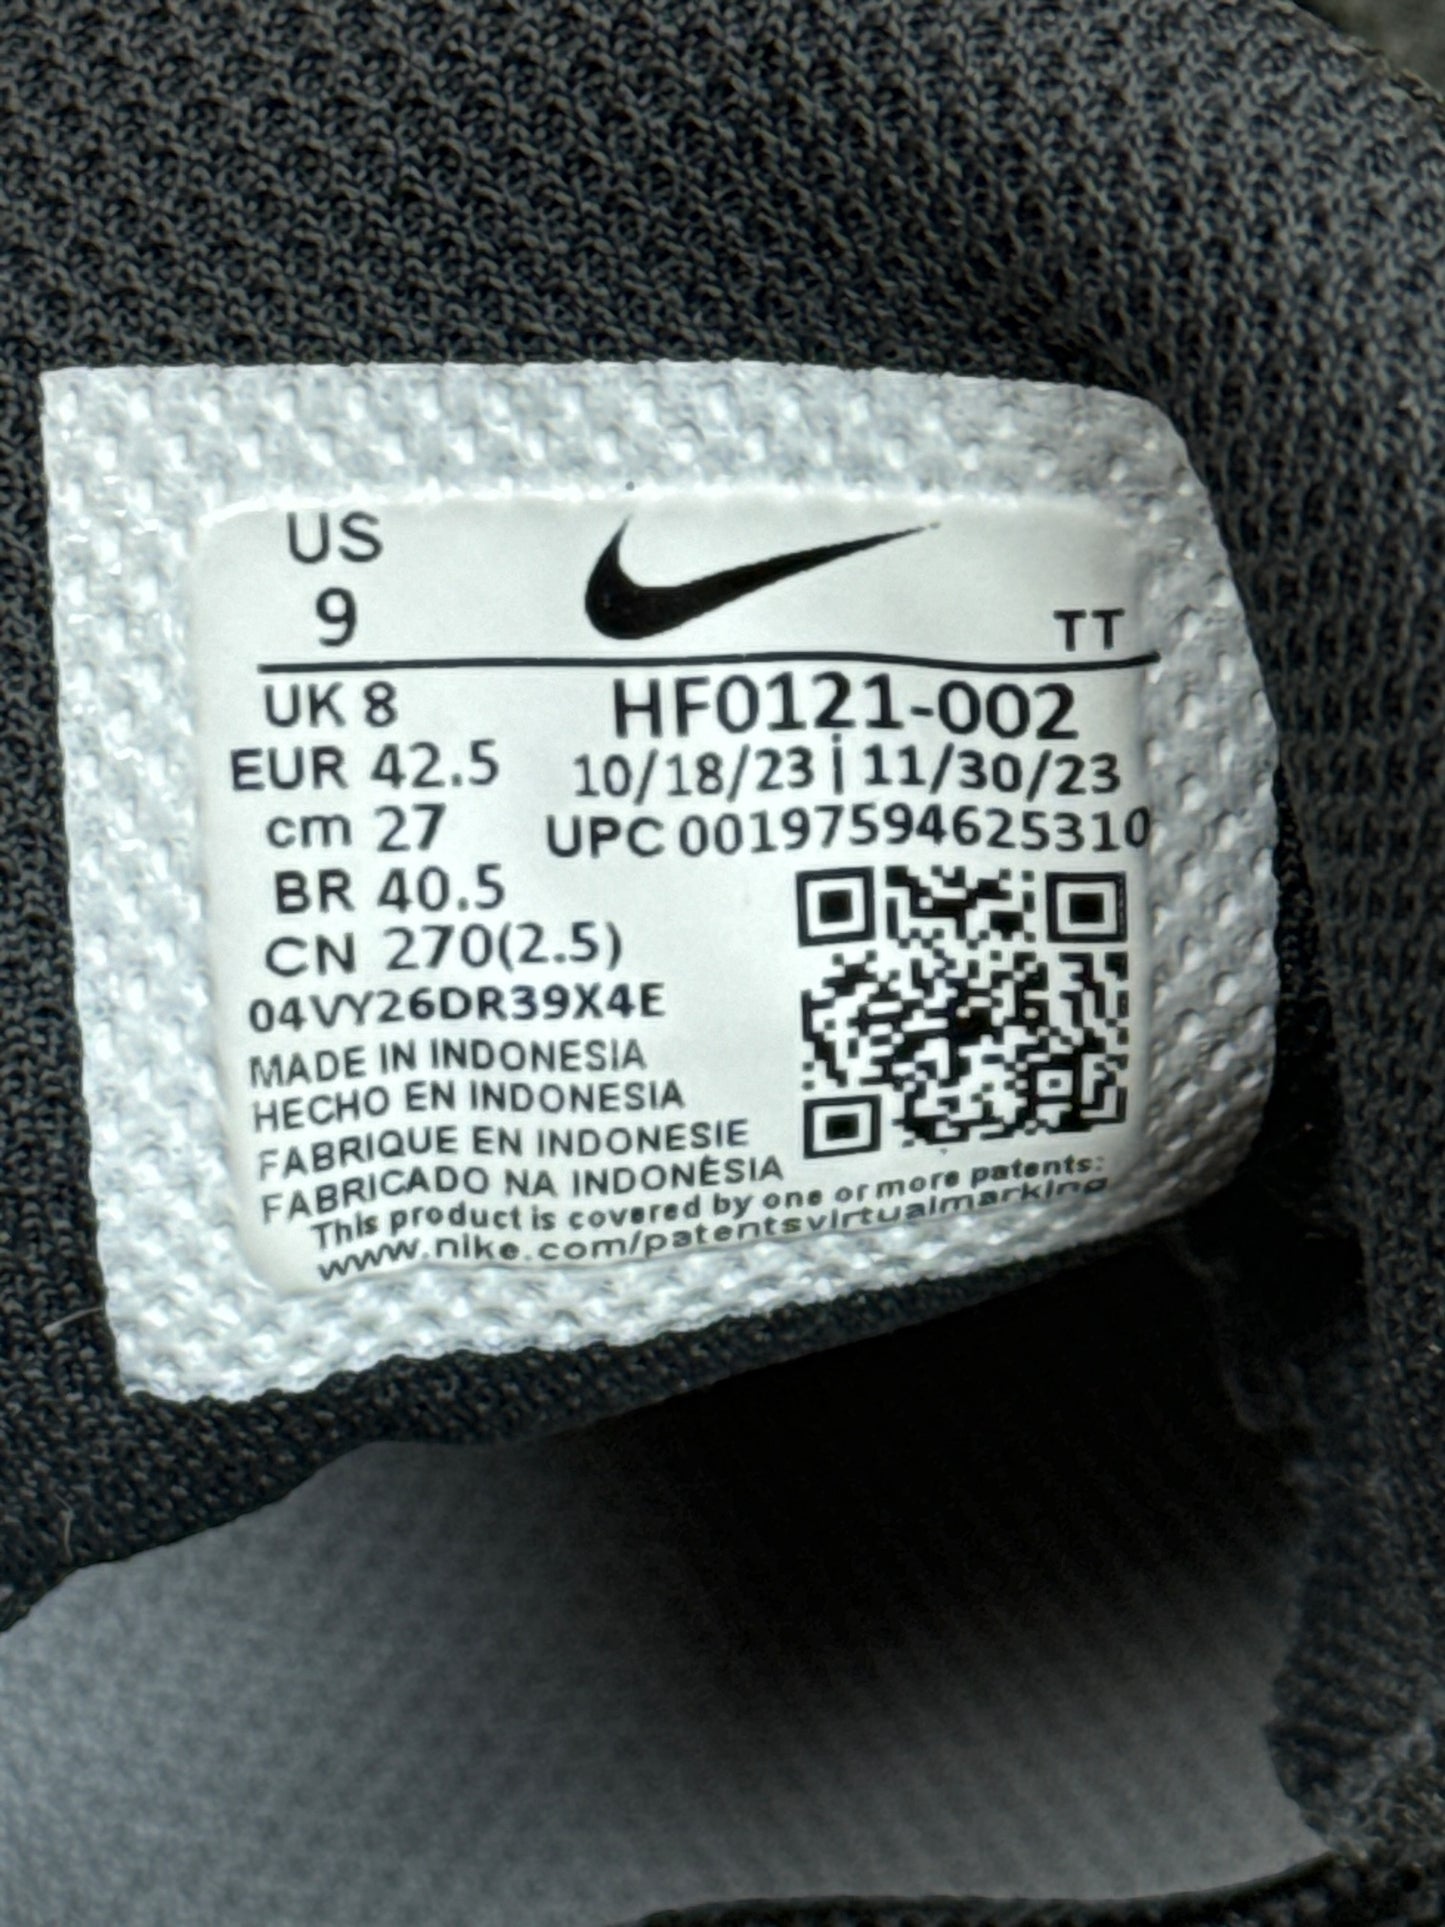 US
9
TT
UK 8
HF0121-002
EUR 42.5
10/18/23 | 11/30/23
cm 27
UPC 00197594625310
BR 40.5
CN 270(2.5)
04VY26DR39X4E
MADE IN INDONESIA
HECHO EN INDONESIA
FABRIQUE EN INDONESIE
FABRICADO NA INDONÉSIA
This product is covered by one or more patents:
www.nike.com/patentsvirtualmarking